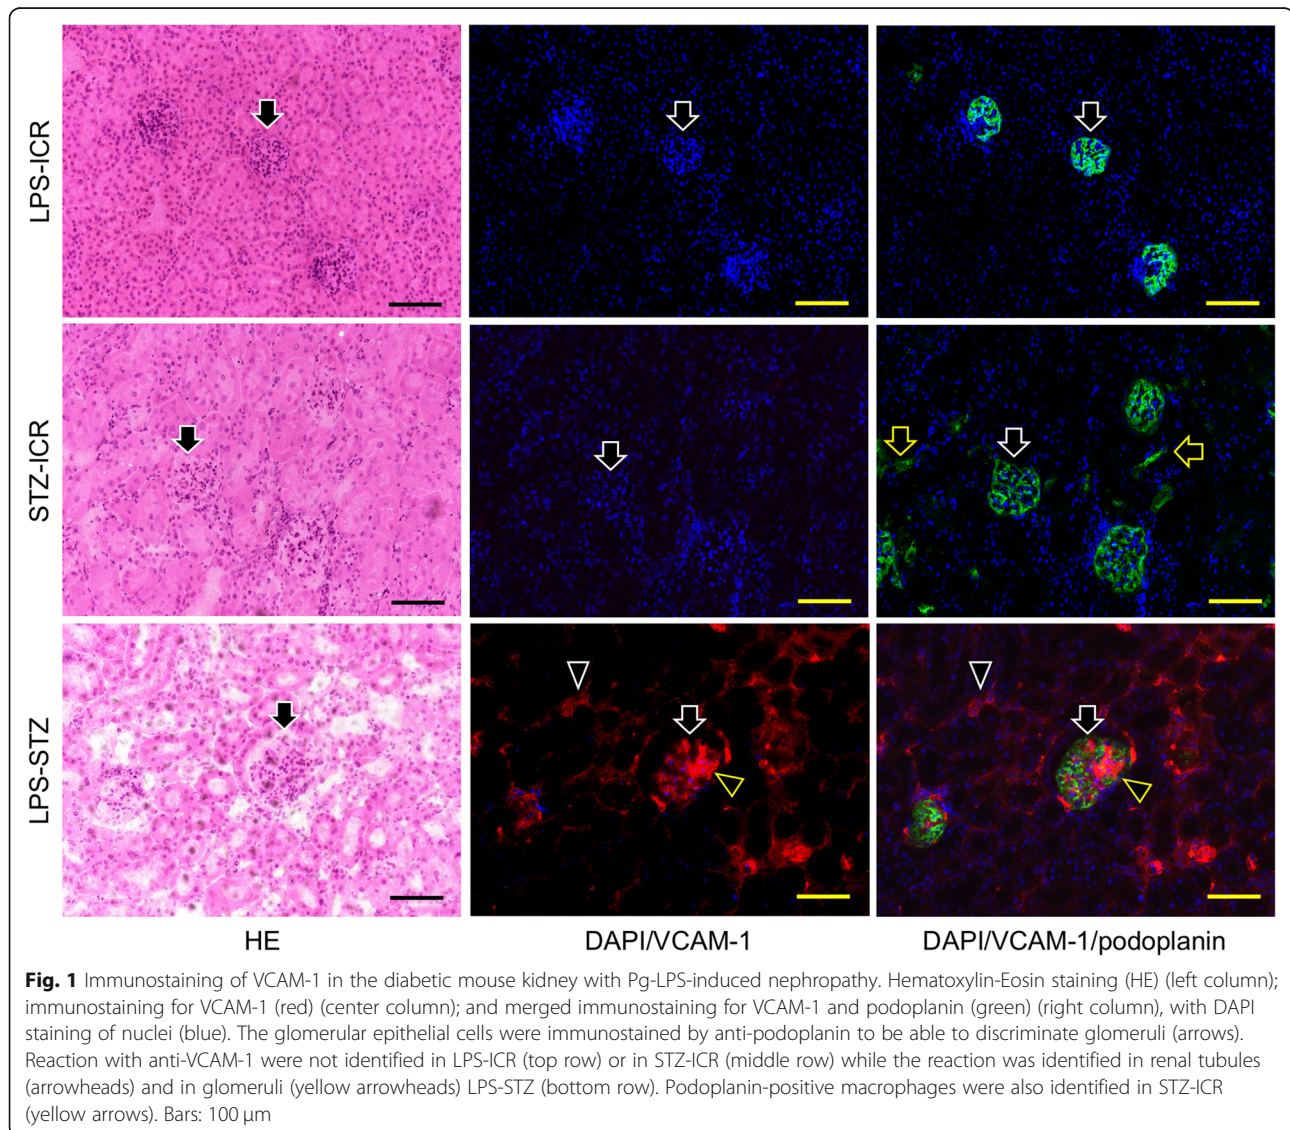 LPS-ICR
STZ-ICR
LPS-STZ
HE DAPI/VCAM-1 DAPI/VCAM-1/podoplanin
Fig. 1 Immunostaining of VCAM-1 in the diabetic mouse kidney with Pg-LPS-induced nephropathy. Hematoxylin-Eosin staining (HE) (left column);
immunostaining for VCAM-1 (red) (center column); and merged immunostaining for VCAM-1 and podoplanin (green) (right column), with DAPI
staining of nuclei (blue). The glomerular epithelial cells were immunostained by anti-podoplanin to be able to discriminate glomeruli (arrows).
Reaction with anti-VCAM-1 were not identified in LPS-ICR (top row) or in STZ-ICR (middle row) while the reaction was identified in renal tubules
(arrowheads) and in glomeruli (yellow arrowheads) LPS-STZ (bottom row). Podoplanin-positive macrophages were also identified in STZ-ICR
(yellow arrows). Bars: 100 μm